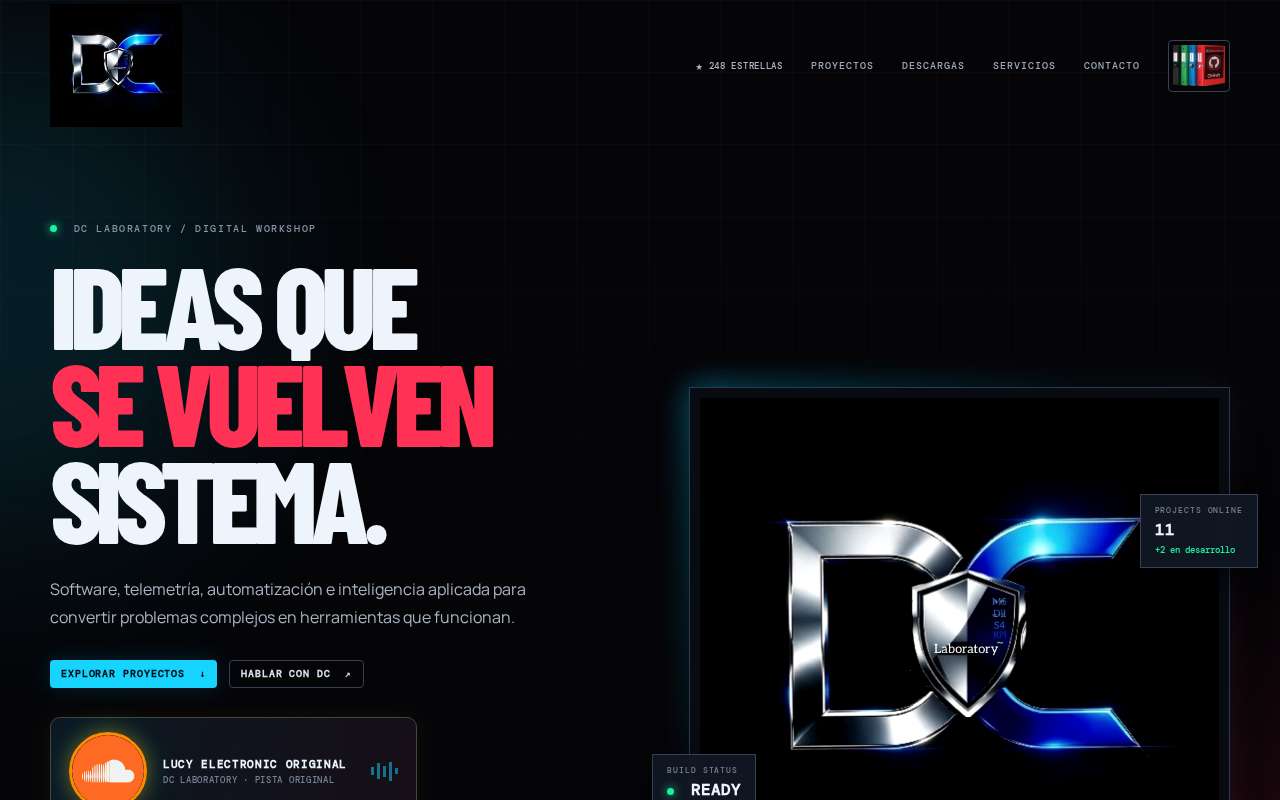 DC
★ 248 ESTRELLAS
PROYECTOS
DESCARGAS
SERVICIOS
CONTACTO
DC LABORATORY / DIGITAL WORKSHOP
IDEAS QUE
SE VUELVEN
SISTEMA.
Software, telemetría, automatización e inteligencia aplicada para
convertir problemas complejos en herramientas que funcionan.
EXPLORAR PROYECTOS ↓
HABLAR CON DC ↗
LUCY ELECTRONIC ORIGINAL
DC LABORATORY · PISTA ORIGINAL
PROJECTS ONLINE
11
+2 en desarrollo
DC
Laboratory
BUILD STATUS
READY